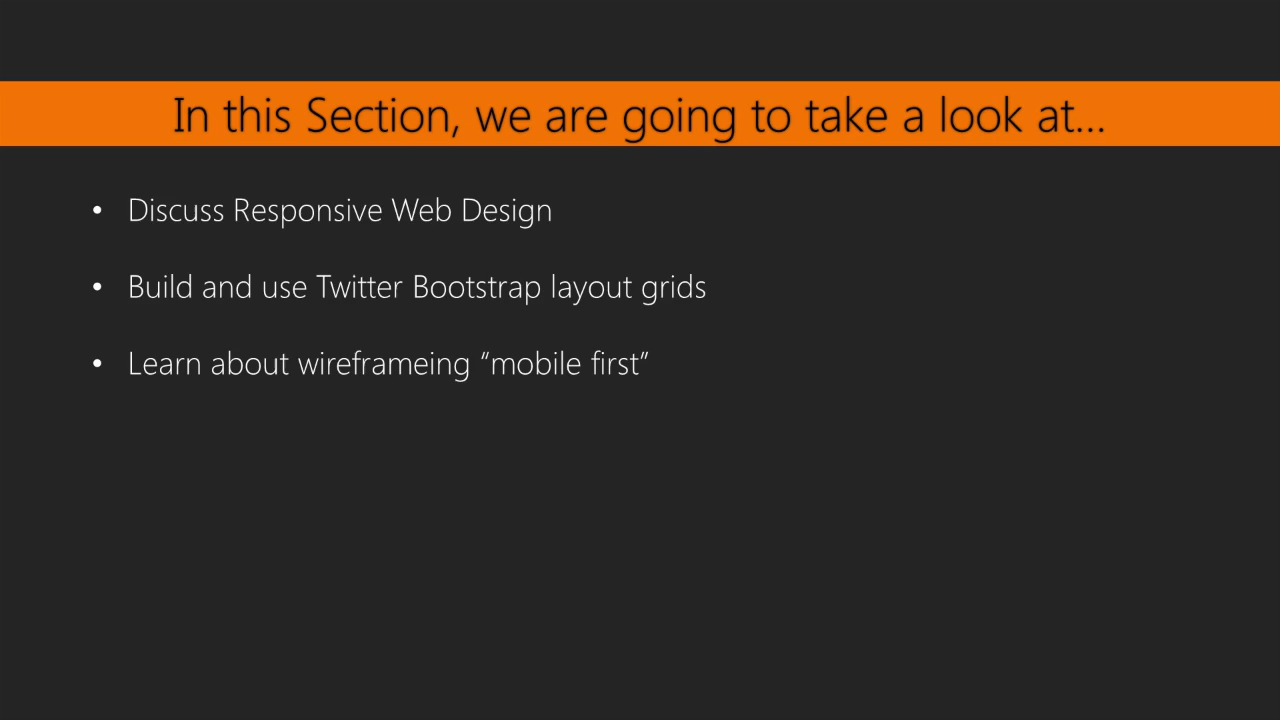 In this Section, we are going to take a look at...
• Discuss Responsive Web Design
• Build and use Twitter Bootstrap layout grids
• Learn about wireframeing “mobile first”